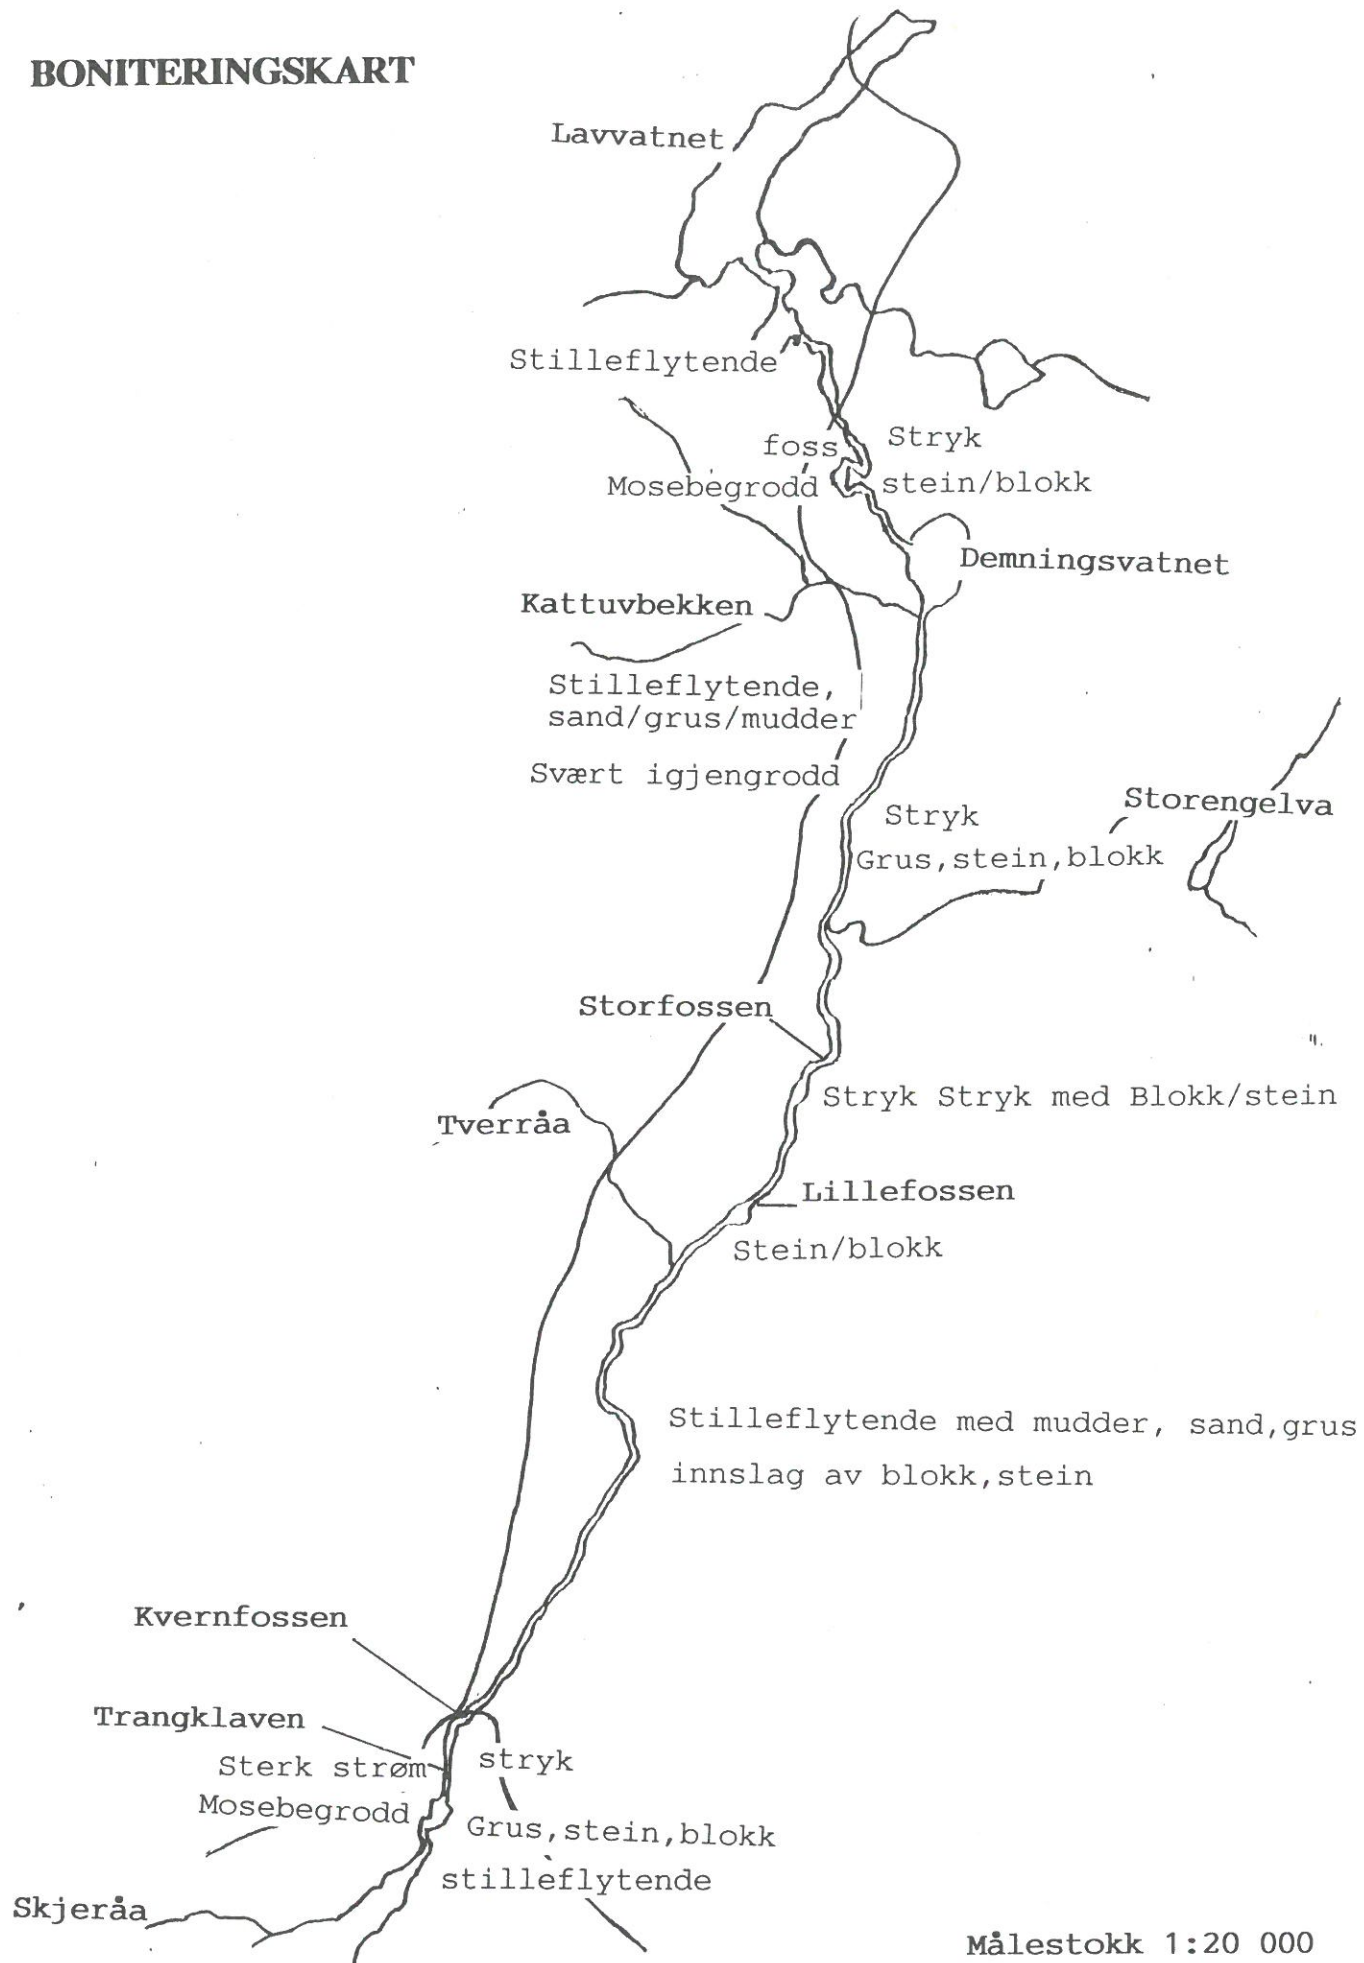 BONITERINGSKART
Lavvatnet
Stilleflytende
foss
Stryk
Mosebegrodd
stein/blokk
Demningsvatnet
Kattuvbekken
Stilleflytende,
sand/grus/mudder
Svært igjengrodd
Storengelva
Stryk
Grus,stein,blokk
Storfossen
Stryk Stryk med Blokk/stein
Tverråa
Lillefossen
Stein/blokk
Stilleflytende med mudder, sand,grus
innslag av blokk,stein
Kvernfossen
Trangklaven
Sterk strøm
stryk
Mosebegrodd
Grus,stein,blokk
stilleflytende
Skjeråa
Målestokk 1:20 000